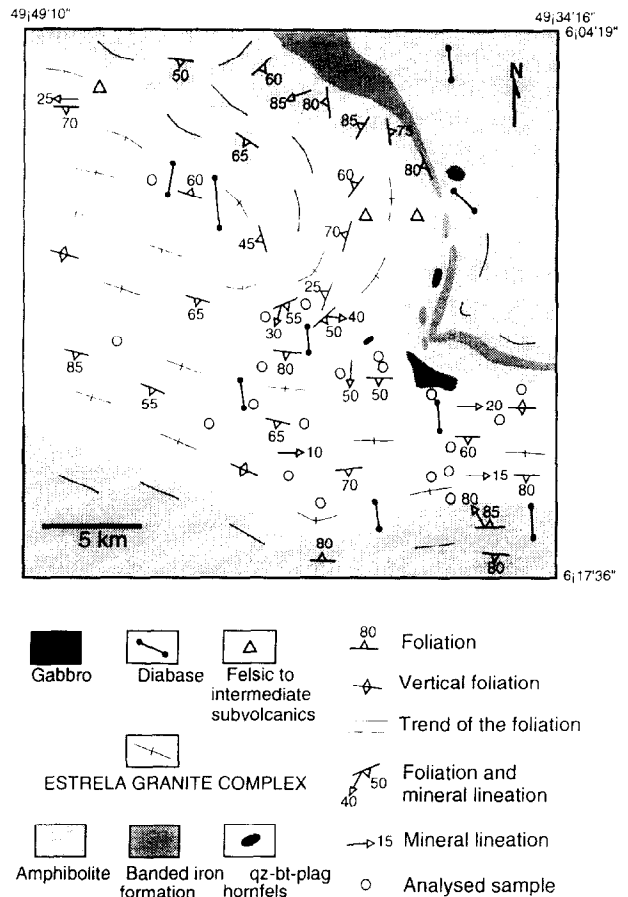 49¡49'10" 49¡34'16"
6¡04'19"
N
50
60
85
80
25
70
85
75
65
80
60
60
45
70
25
65
55
40
30
50
85
80
50
50
55
20
65
10
60
70
15
80
80
85
5 km
80
80
6¡17'36"
Gabbro
Diabase
Felsic to
intermediate
subvolcanics
ESTRELA GRANITE COMPLEX
Amphibolite
Banded iron
formation
qz-bt-plag
hornfels
80 Foliation
Vertical foliation
Trend of the foliation
Foliation and
mineral lineation
50
40
15 Mineral lineation
Analysed sample